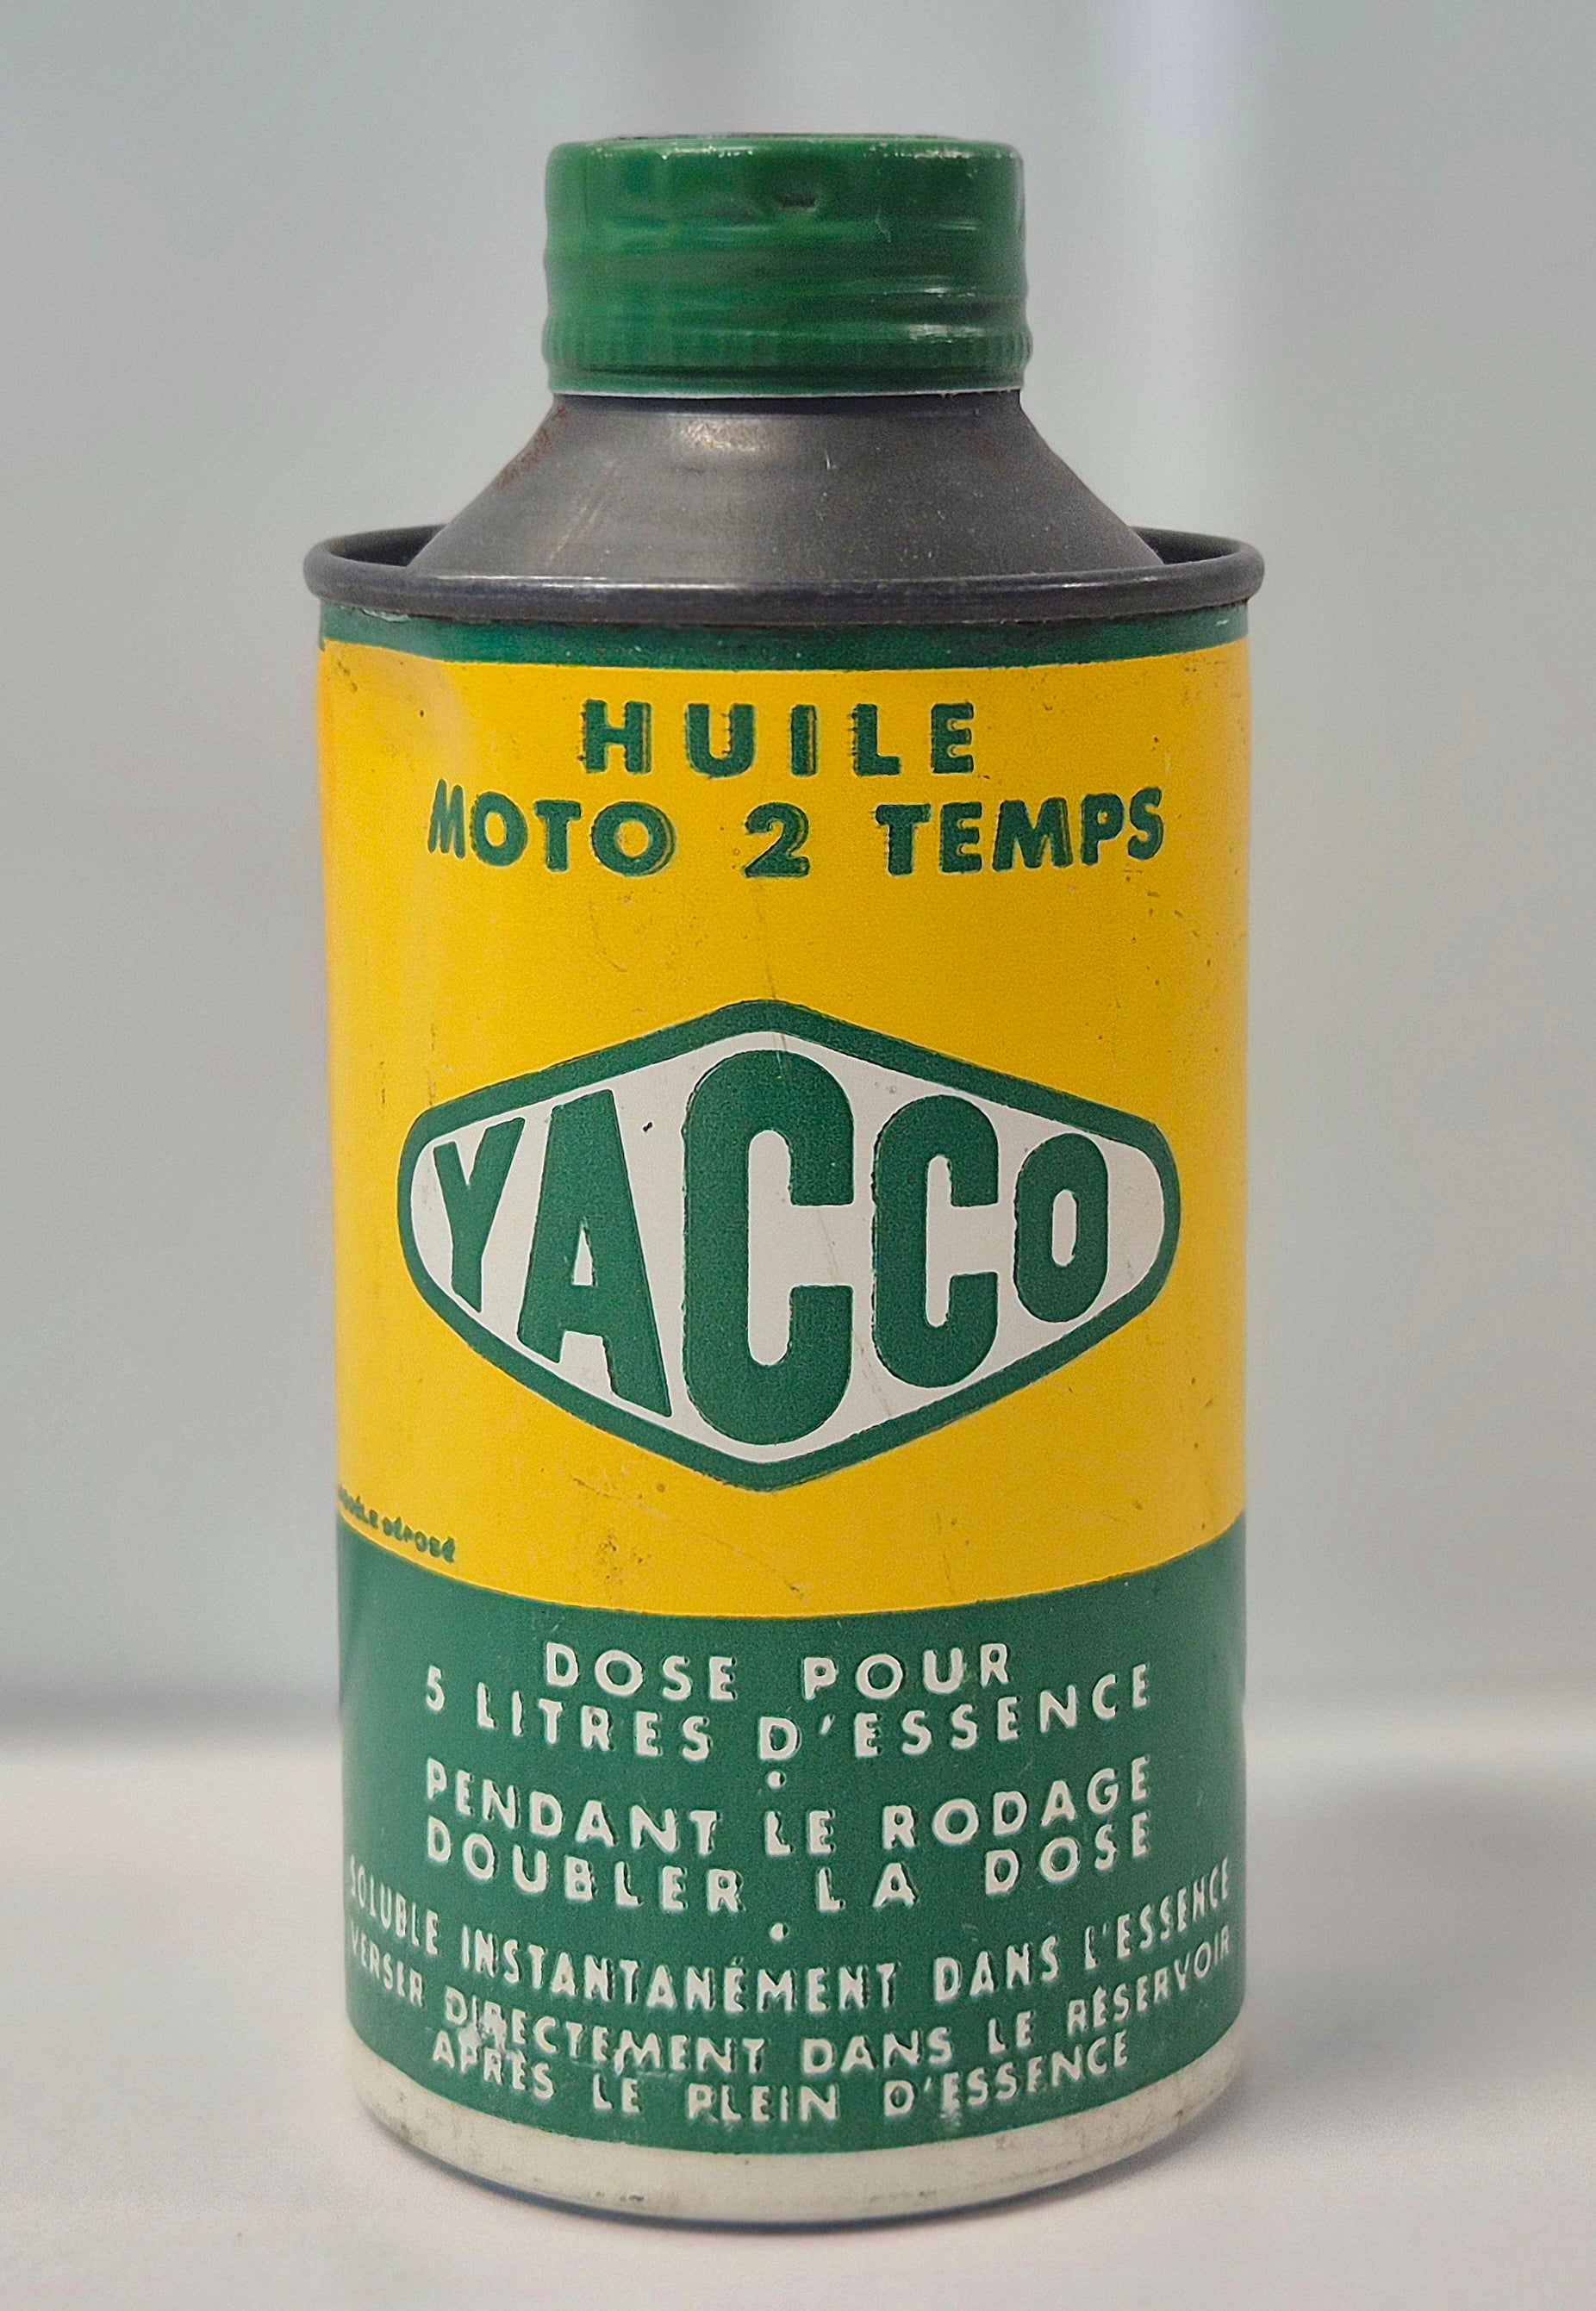 HUILE
MOTO 2 TEMPS
YACCO
DÉPOSÉ
DOSE POUR
5 LITRES D'ESSENCE
•
PENDANT LE RODAGE
DOUBLER LA DOSE
•
SOLUBLE INSTANTANÉMENT DANS L'ESSENCE
VERSER DIRECTEMENT DANS LE RÉSERVOIR
APRÈS LE PLEIN D'ESSENCE